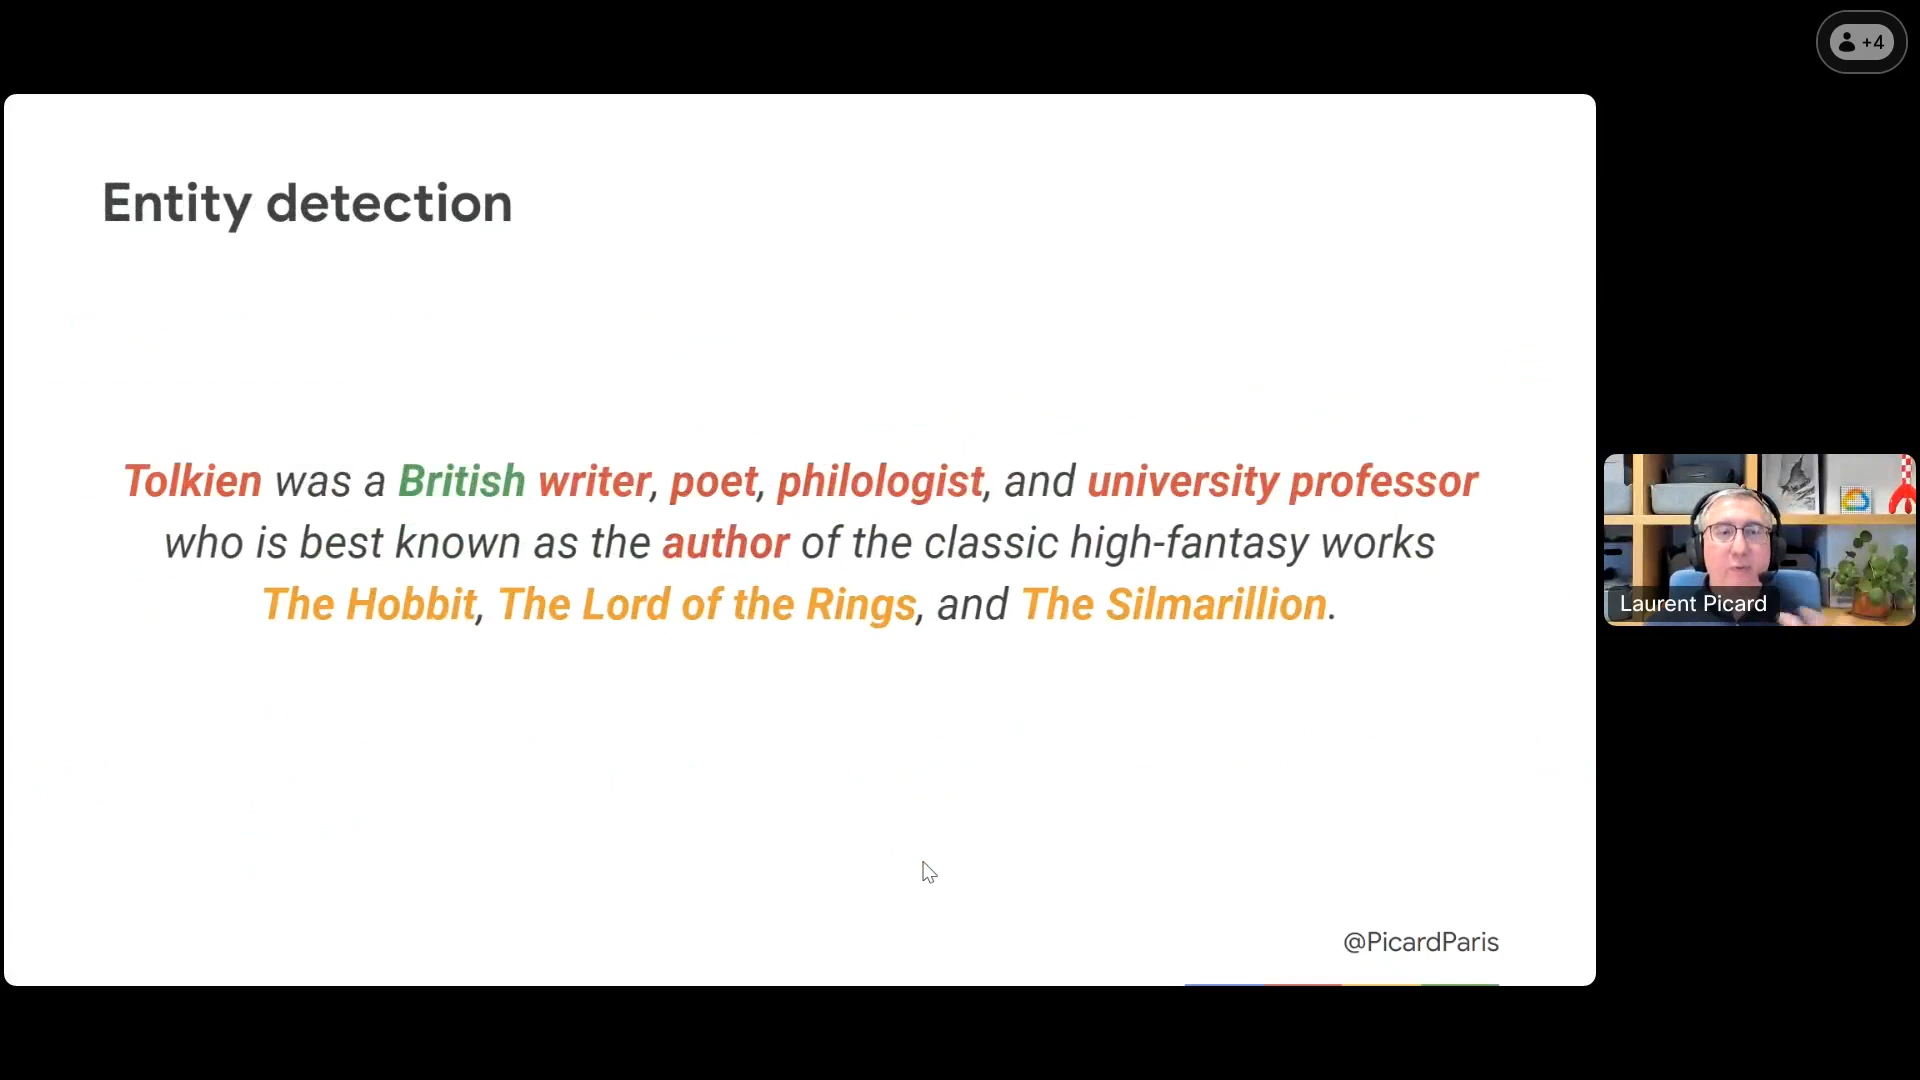 +4
Entity detection
Tolkien was a British writer, poet, philologist, and university professor
who is best known as the author of the classic high-fantasy works
The Hobbit, The Lord of the Rings, and The Silmarillion.
Laurent Picard
@PicardParis